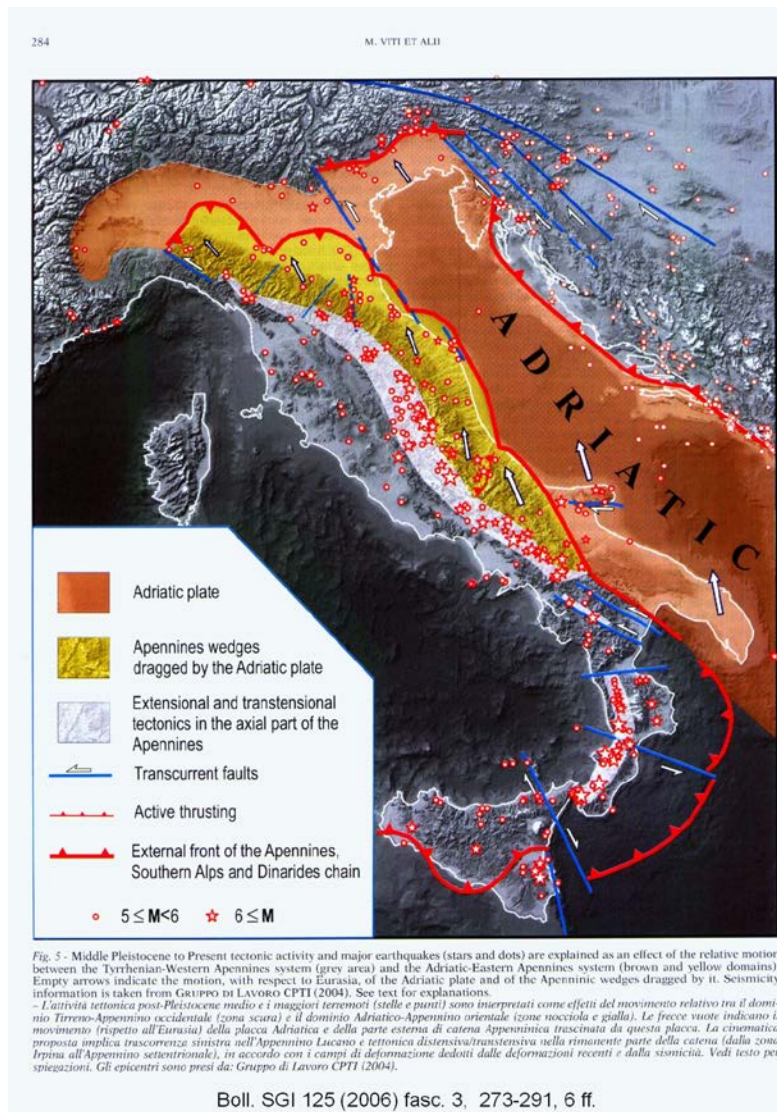 284
M. VITI ET ALII
ADRIATIC
Adriatic plate
Apennines wedges
dragged by the Adriatic plate
Extensional and transtensional
tectonics in the axial part of the
Apennines
Transcurrent faults
Active thrusting
External front of the Apennines,
Southern Alps and Dinarides chain
5 ≤ M<6
6 ≤ M
Fig. 5 - Middle Pleistocene to Present tectonic activity and major earthquakes (stars and dots) are explained as an effect of the relative motion
between the Tyrrhenian-Western Apennines system (grey area) and the Adriatic-Eastern Apennines system (brown and yellow domains)
Empty arrows indicate the motion, with respect to Eurasia, of the Adriatic plate and of the Apenninic wedges dragged by it. Seismicity
information is taken from GRUPPO DI LAVORO CPTI (2004). See text for explanations.
– L'attività tettonica post-Pleistocene medio e i maggiori terremoti (stelle e punti) sono interpretati come effetti del movimento relativo tra il domi-
nio Tirreno-Appennino occidentale (zona scura) e il dominio Adriatico-Appennino orientale (zone nocciola e gialla). Le frecce vuote indicano il
movimento (rispetto all'Eurasia) della placca Adriatica e della parte esterna di catena Appenninica trascinata da questa placca. La cinematica
proposta implica trascorrenza sinistra nell'Appennino Lucano e tettonica distensiva/transtensiva nella rimanente parte della catena (dalla zona
Irpina all'Appennino settentrionale), in accordo con i campi di deformazione dedotti dalle deformazioni recenti e dalla sismicità. Vedi testo per
spiegazioni. Gli epicentri sono presi da: Gruppo di Lavoro CPTI (2004).
Boll. SGI 125 (2006) fasc. 3, 273-291, 6 ff.